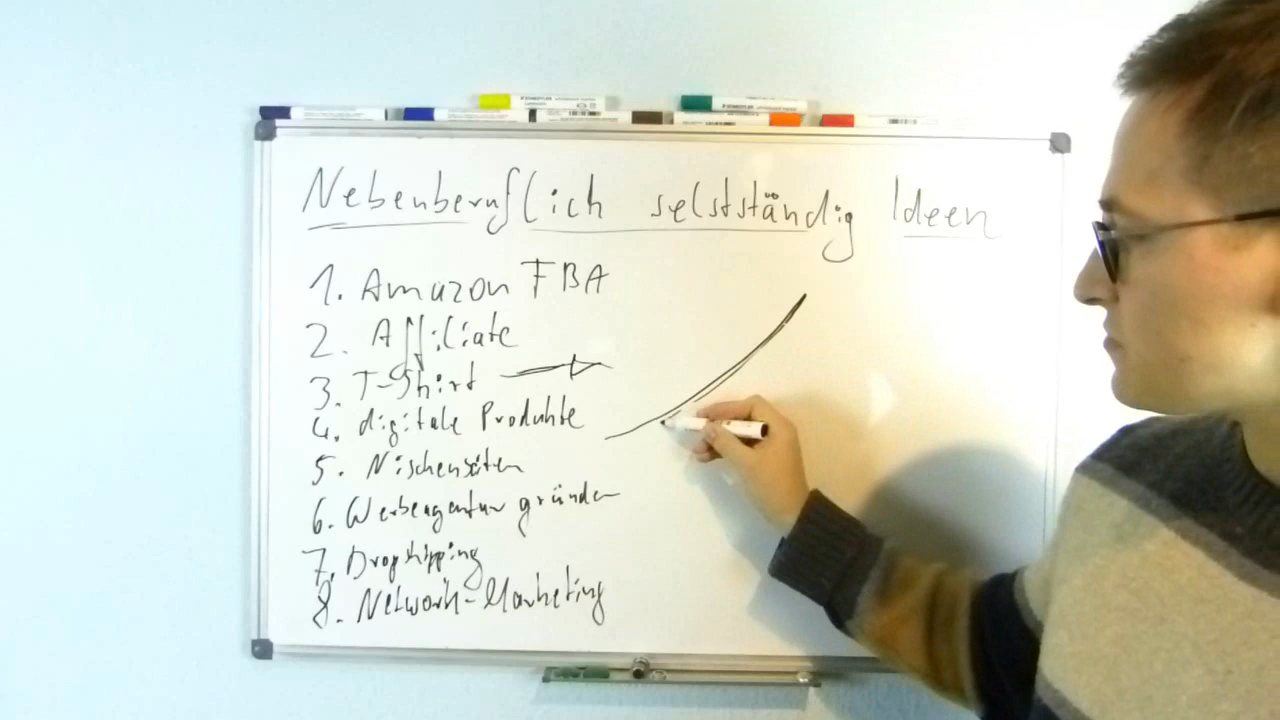 Nebenberuflich selstständig Ideen
1. Amazon FBA
2. Affiliate
3. T-Shirt
4. digitale Produkte
5. Nischenseiten
6. Werbeagentur gründen
7. Dropshipping
8. Network-Marketing